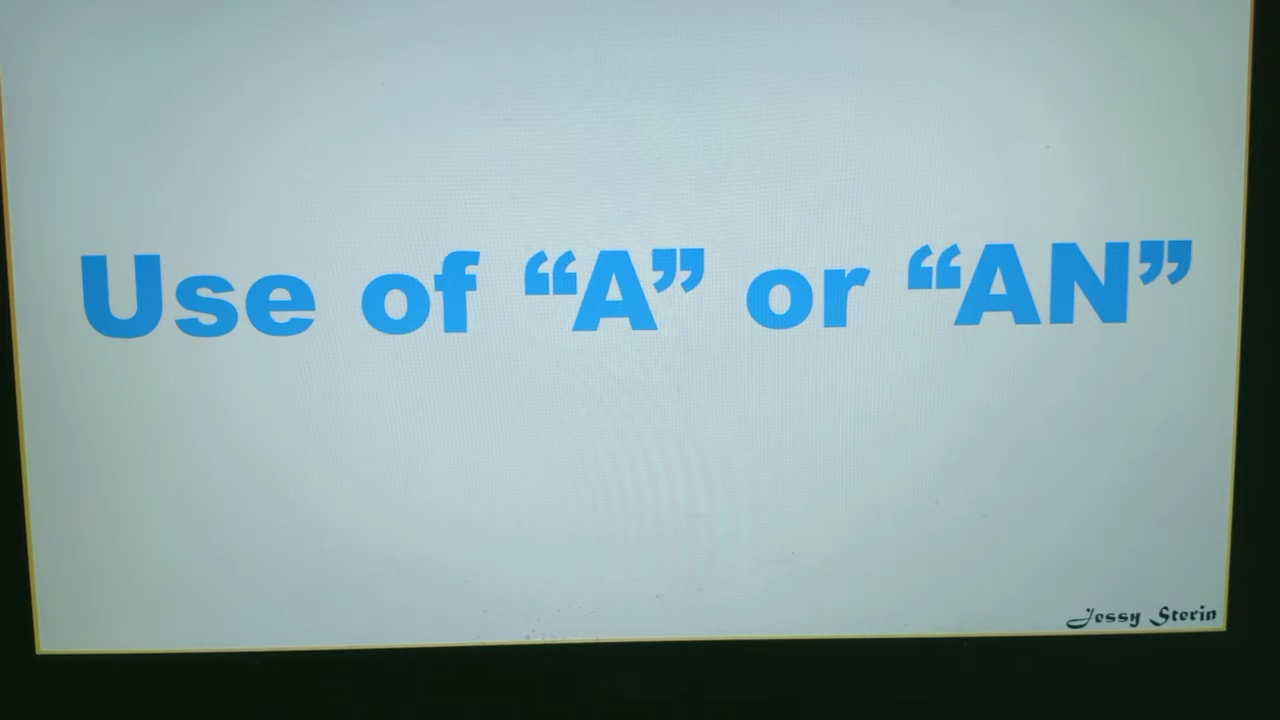 Use of “A” or “AN”
Jessy Sterin